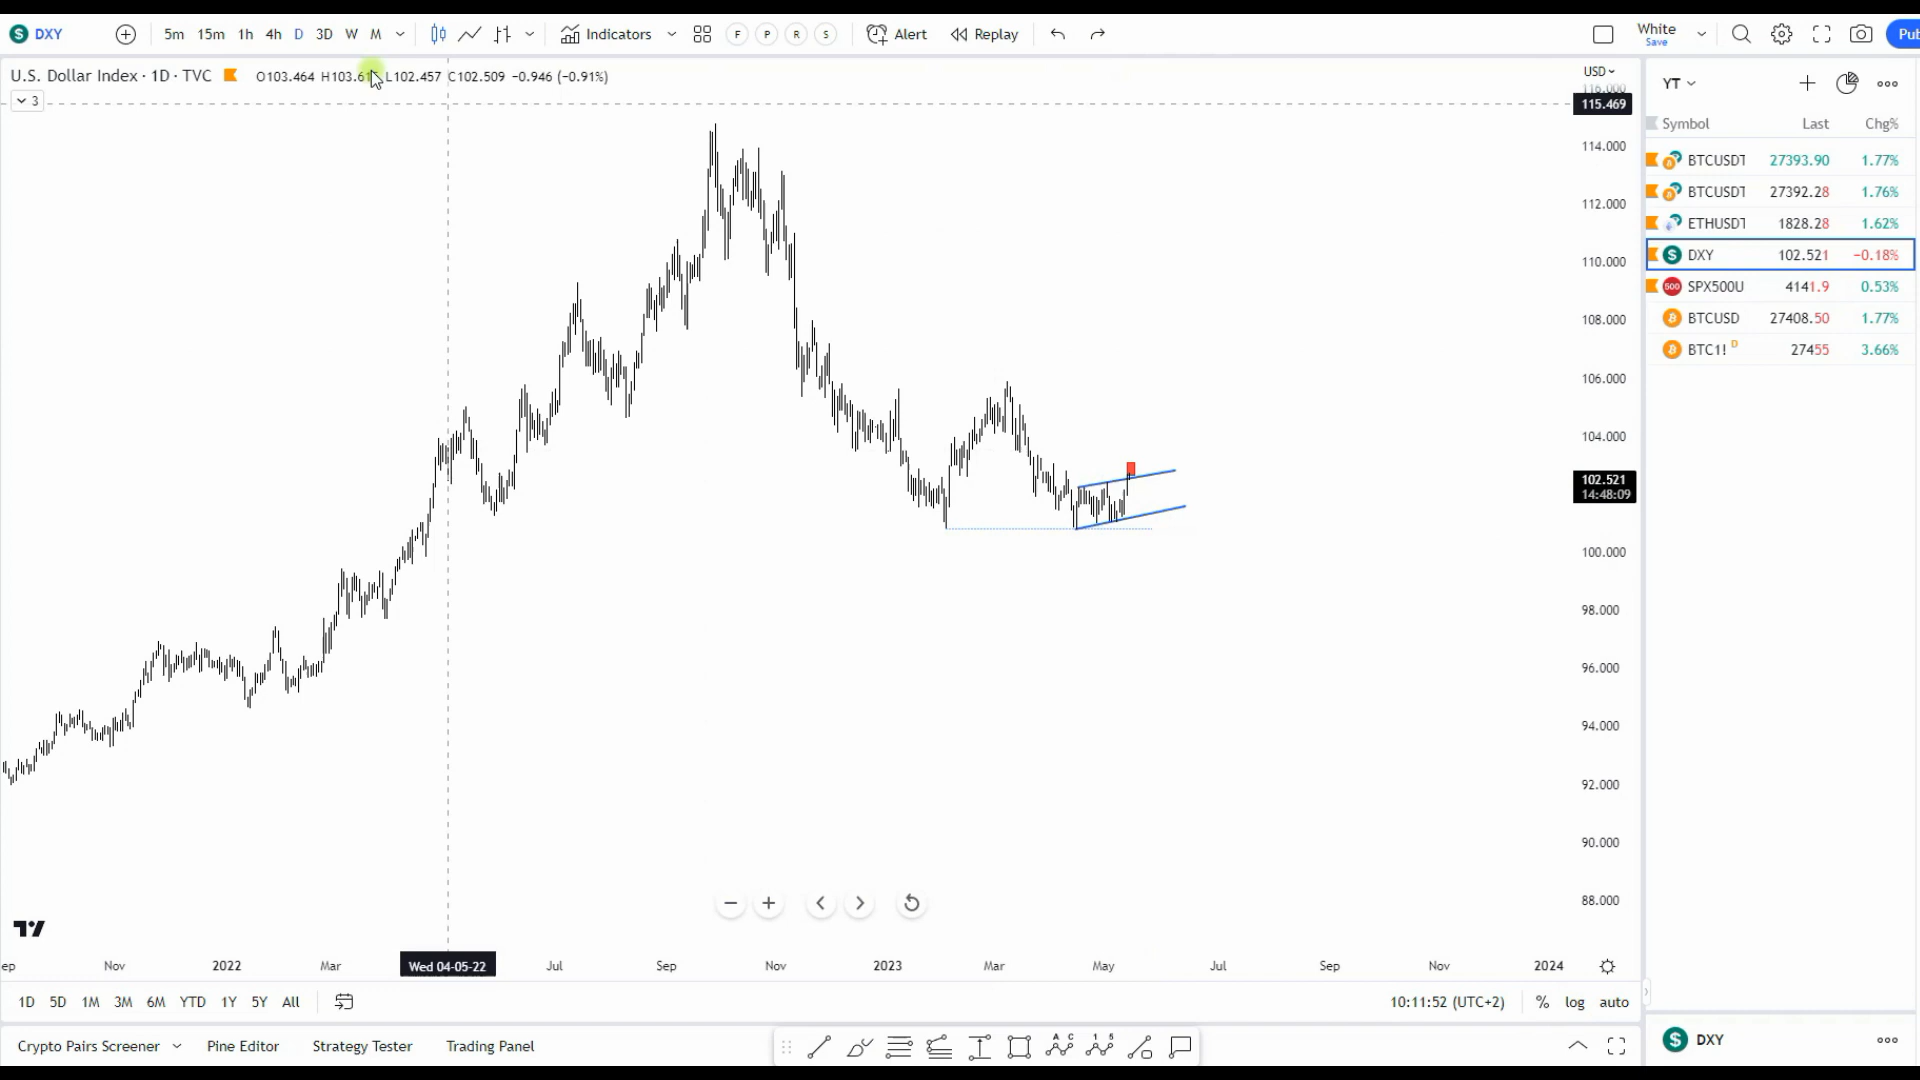 DXY 5m 15m 1h 4h D 3D W M Indicators F P R S Alert Replay White Save Pub
U.S. Dollar Index · 1D · TVC O103.464 H103.6 6 L102.457 C102.509 −0.946 (−0.91%)
3
USD
116.000
115.469
114.000
112.000
110.000
108.000
106.000
104.000
102.521
14:48:09
100.000
98.000
96.000
94.000
92.000
90.000
88.000
YT
Symbol Last Chg%
BTCUSDT 27393.90 1.77%
BTCUSDT 27392.28 1.76%
ETHUSDT 1828.28 1.62%
DXY 102.521 −0.18%
500 SPX500U 4141.9 0.53%
BTCUSD 27408.50 1.77%
BTC1! D 27455 3.66%
ep Nov 2022 Mar Wed 04-05-22 Jul Sep Nov 2023 Mar May Jul Sep Nov 2024
1D 5D 1M 3M 6M YTD 1Y 5Y All 10:11:52 (UTC+2) % log auto
Crypto Pairs Screener Pine Editor Strategy Tester Trading Panel
DXY